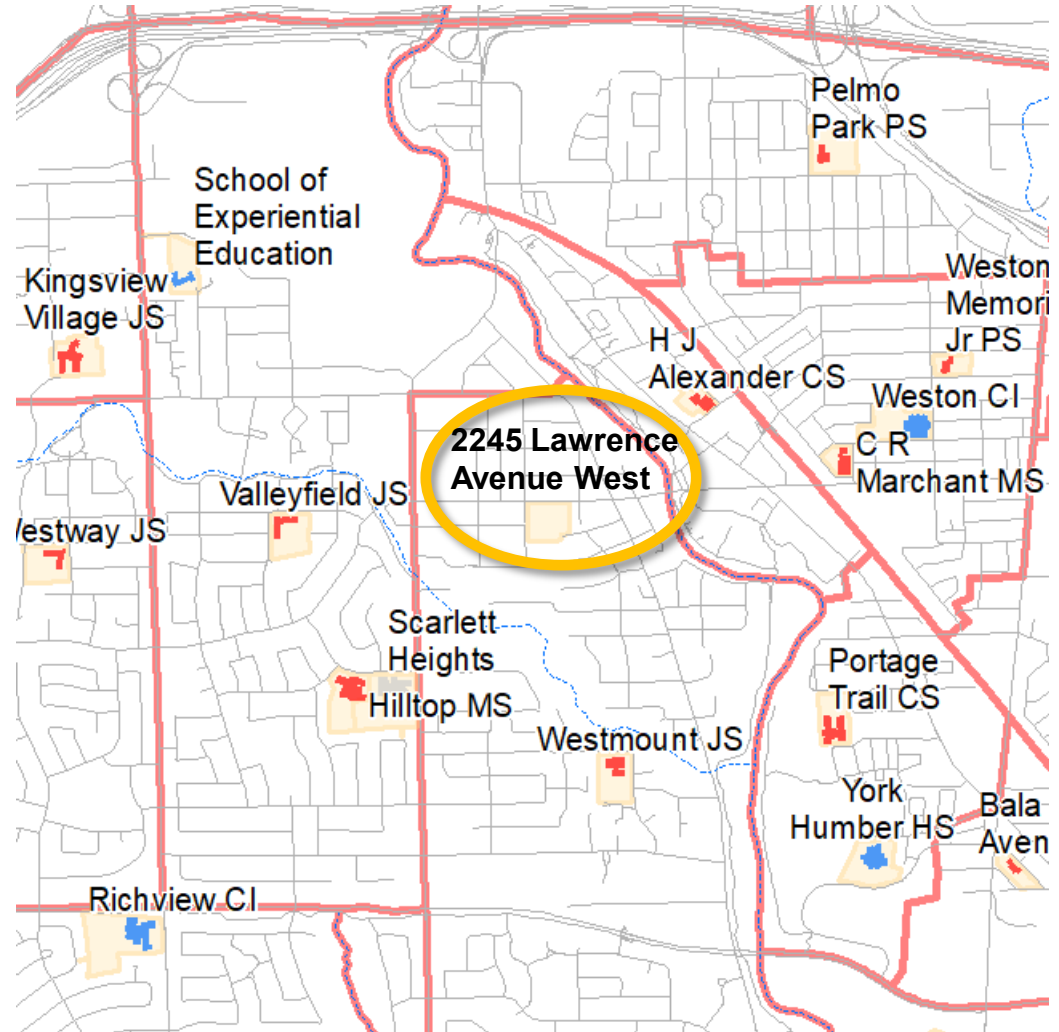 Pelmo
Park PS
School of
Experiential
Education
Kingsview
Village JS
Weston
Memori
Jr PS
H J
Alexander CS
Weston CI
C R
Marchant MS
2245 Lawrence
Avenue West
Valleyfield JS
Westway JS
Scarlett
Heights
Hilltop MS
Portage
Trail CS
Westmount JS
York
Humber HS
Bala
Aven
Richview CI